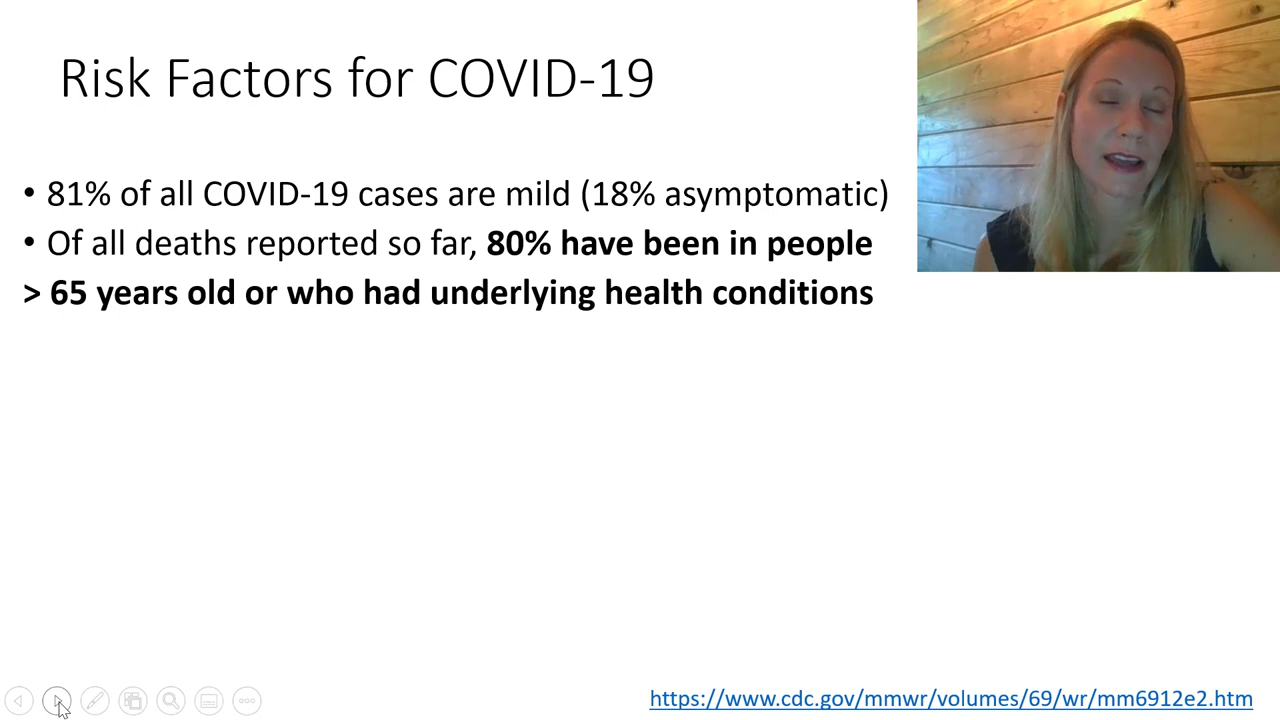 Risk Factors for COVID-19
• 81% of all COVID-19 cases are mild (18% asymptomatic)
• Of all deaths reported so far, 80% have been in people
> 65 years old or who had underlying health conditions
https://www.cdc.gov/mmwr/volumes/69/wr/mm6912e2.htm